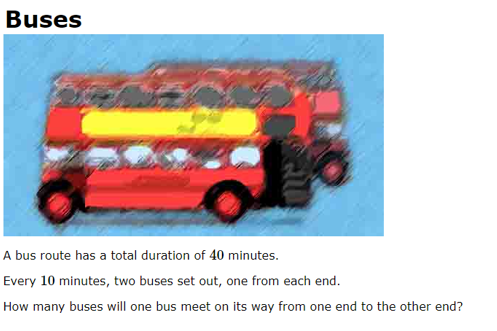 Buses
A bus route has a total duration of 40 minutes.
Every 10 minutes, two buses set out, one from each end.
How many buses will one bus meet on its way from one end to the other end?